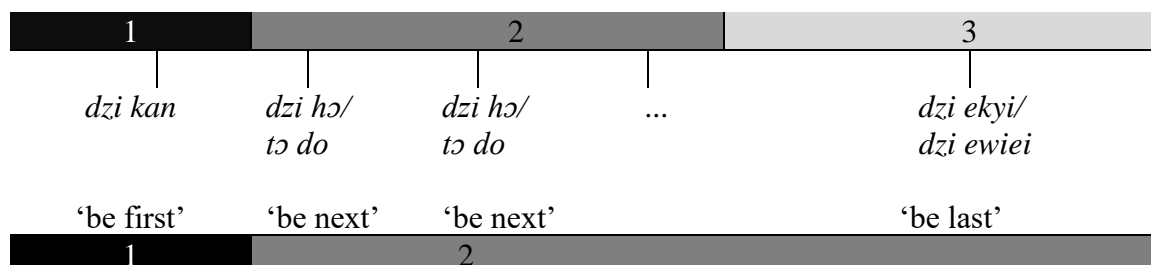 1 2 3
dzi kan dzi hɔ/ dzi hɔ/ ... dzi ekyi/
tɔ do tɔ do dzi ewiei
‘be first’ ‘be next’ ‘be next’ ‘be last’
1 2